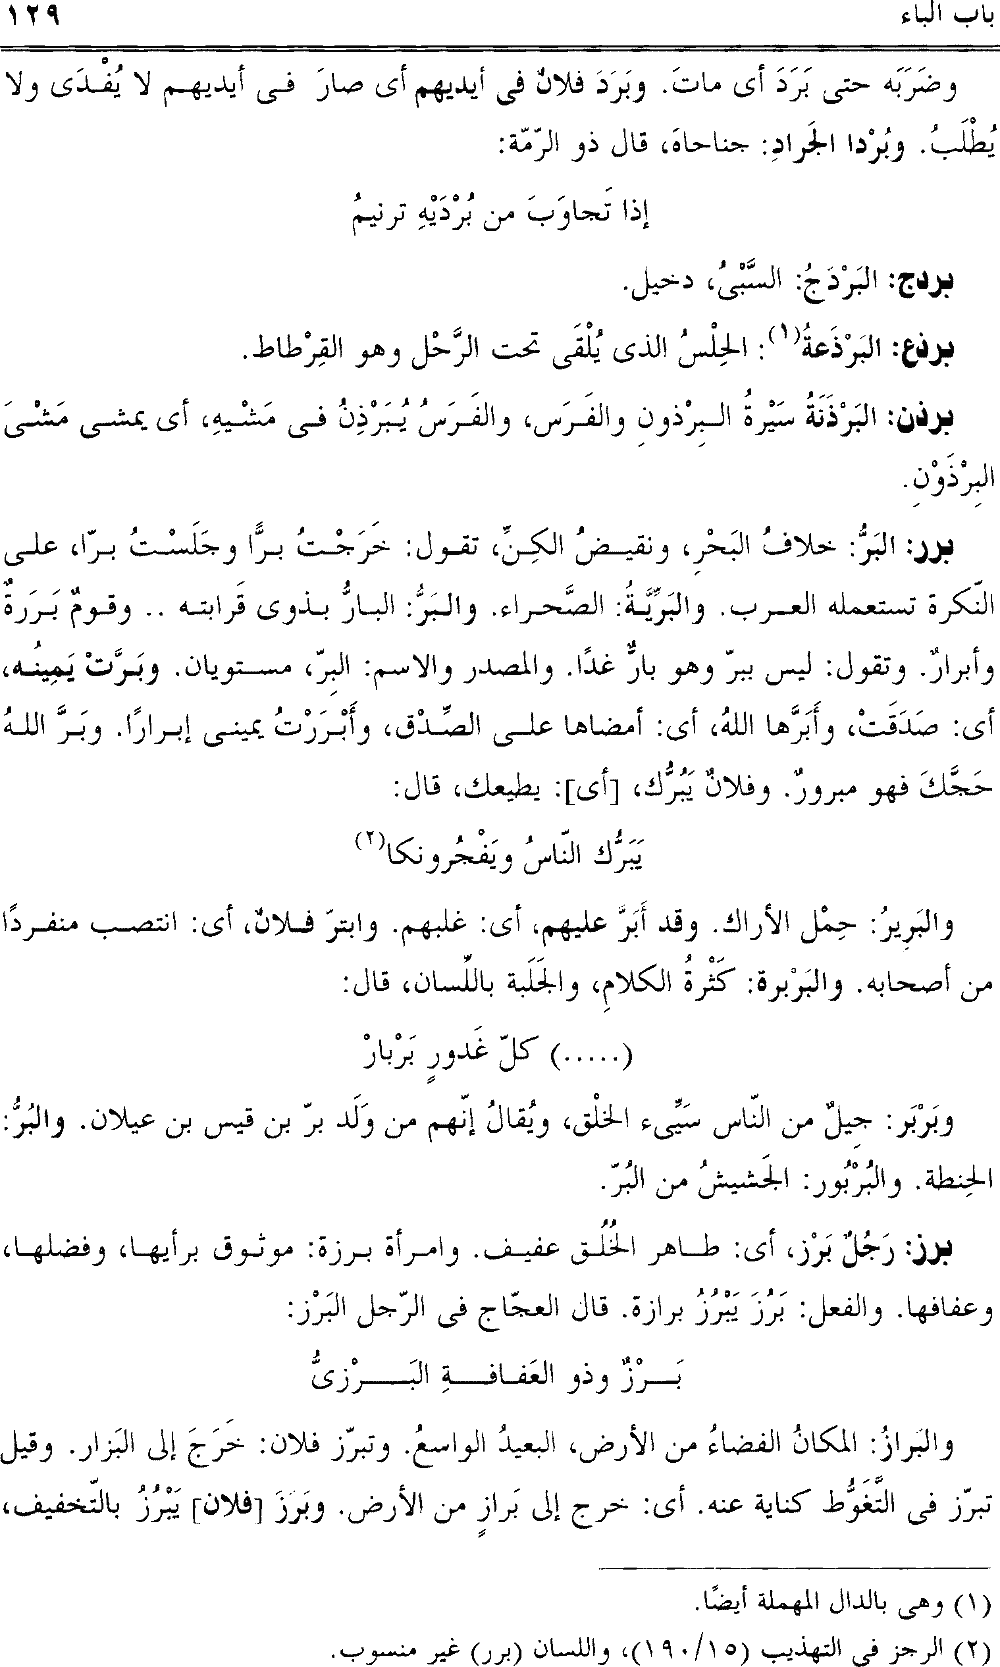 باب الباء ١٢٩
وضَرَبَه حتى بَرَدَ أى ماتَ. وبَرَدَ فلانٌ فى أيديهم أى صارَ فى أيديهم لا يُفْدَى ولا
يُطْلَبُ. وبُرْدا الجَرادِ: جناحاه، قال ذو الرّمّة:
إذا تَجاوَبَ من بُرْدَيْهِ ترنيمُ
بردج: البَرْدَجُ: السَّبْىُ، دخيل.
برذع: البَرْذَعةُ(١): الحِلْسُ الذى يُلْقَى تحت الرَّحْل وهو القِرْطاط.
برذن: البَرْذَنَةُ سَيْرةُ البِرْذونِ والفَرَس، والفَرَسُ يُبَرْذِنُ فى مَشْيِهِ، أى يمشى مَشْىَ
البِرْذَوْنِ.
برر: البَرُّ: خلافُ البَحْرِ، ونقيضُ الكِنِّ، تقول: خَرَجْتُ برًّا وجَلَسْتُ برّا، على
النّكرة تستعمله العرب. والبَرِّيَّةُ: الصَّحراء. والبَرُّ: البارُّ بذوى قَرابته .. وقومٌ بَرَرةٌ
وأبرارٌ. وتقول: ليس ببرّ وهو بارٌّ غدًا. والمصدر والاسم: البِرّ، مستويان. وبَرَّتْ يَمِينُه،
أى: صَدَقَتْ، وأَبَرَّها اللهُ، أى: أمضاها على الصِّدْق، وأَبْرَرْتُ يمينى إبرارًا. وبَرَّ اللهُ
حَجَّكَ فهو مبرورٌ. وفلانٌ يَبُرُّك، [أى]: يطيعك، قال:
يَبَرُّك النّاسُ ويَفْجُرونكا(٢)
والبَرِيرُ: حِمْل الأراك. وقد أَبَرَّ عليهم، أى: غلبهم. وابترّ فلانٌ، أى: انتصب منفردًا
من أصحابه. والبَرْبرة: كَثْرةُ الكلامِ، والجَلَبة باللّسان، قال:
(.....) كلّ غَدورٍ بَرْبارْ
وبَرْبَر: جِيلٌ من النّاس سَيِّىء الخلْق، ويُقالُ إنّهم من وَلَد برّ بن قيس بن عيلان. والبُرُّ:
الحِنطة. والبُرْبُور: الجَشيشُ من البُرّ.
برز: رَجُلٌ بَرْز، أى: طاهر الخُلُق عفيف. وامرأة برزة: موثوق برأيها، وفضلها،
وعفافها. والفعل: بَرُزَ يَبْرُزُ برازة. قال العجّاج فى الرّجل البَرْز:
بَرْزٌ وذو العَفافةِ البَرْزىُّ
والبَرازُ: المكانُ الفضاءُ من الأرض، البعيدُ الواسعُ. وتبرّز فلان: خَرَجَ إلى البَزار. وقيل
تبرّز فى التَّغَوُّط كناية عنه. أى: خرج إلى بَرازٍ من الأرض. وبَرَزَ [فلان] يَبْرُزُ بالتّخفيف،
(١) وهى بالدال المهملة أيضًا.
(٢) الرجز فى التهذيب (١٩٠/١٥)، واللسان (برر) غير منسوب.